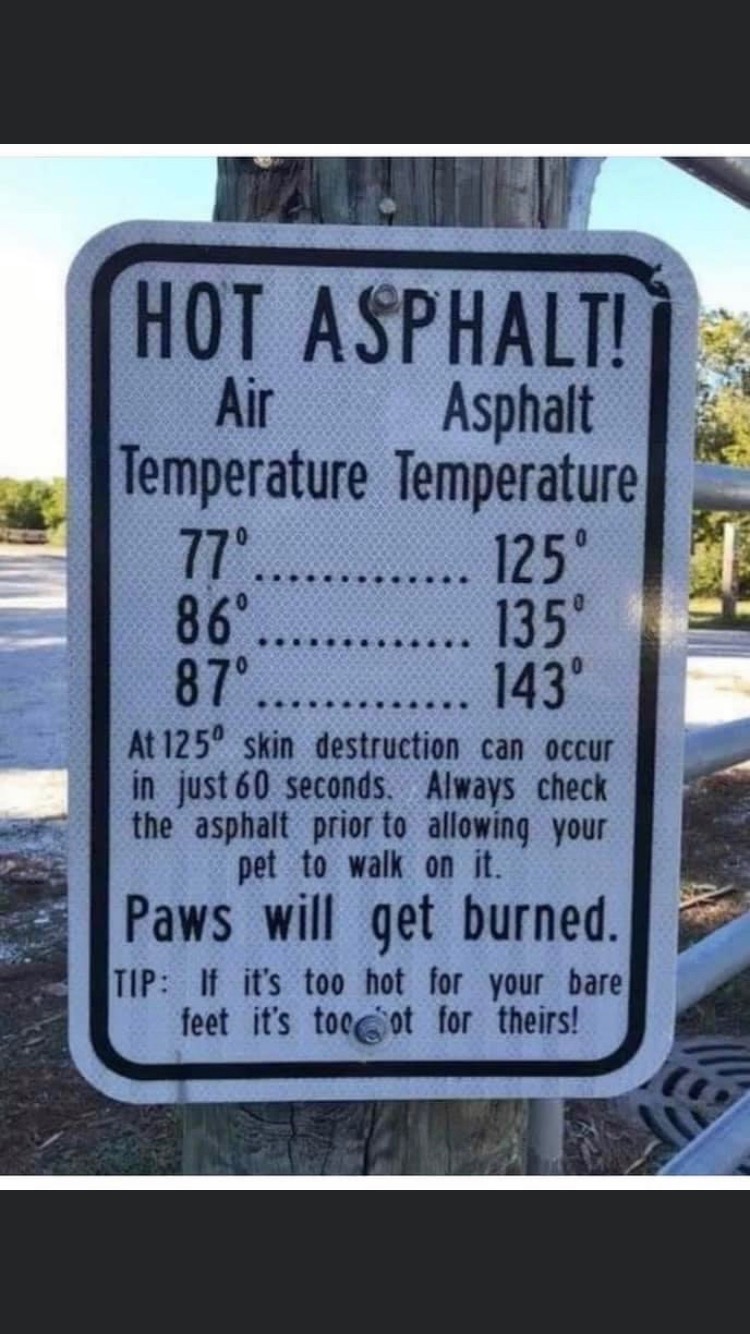 HOT ASPHALT!
Air Asphalt
Temperature Temperature
77°............. 125°
86°............. 135°
87°............. 143°
At 125° skin destruction can occur
in just 60 seconds. Always check
the asphalt prior to allowing your
pet to walk on it.
Paws will get burned.
TIP: If it's too hot for your bare
feet it's too hot for theirs!